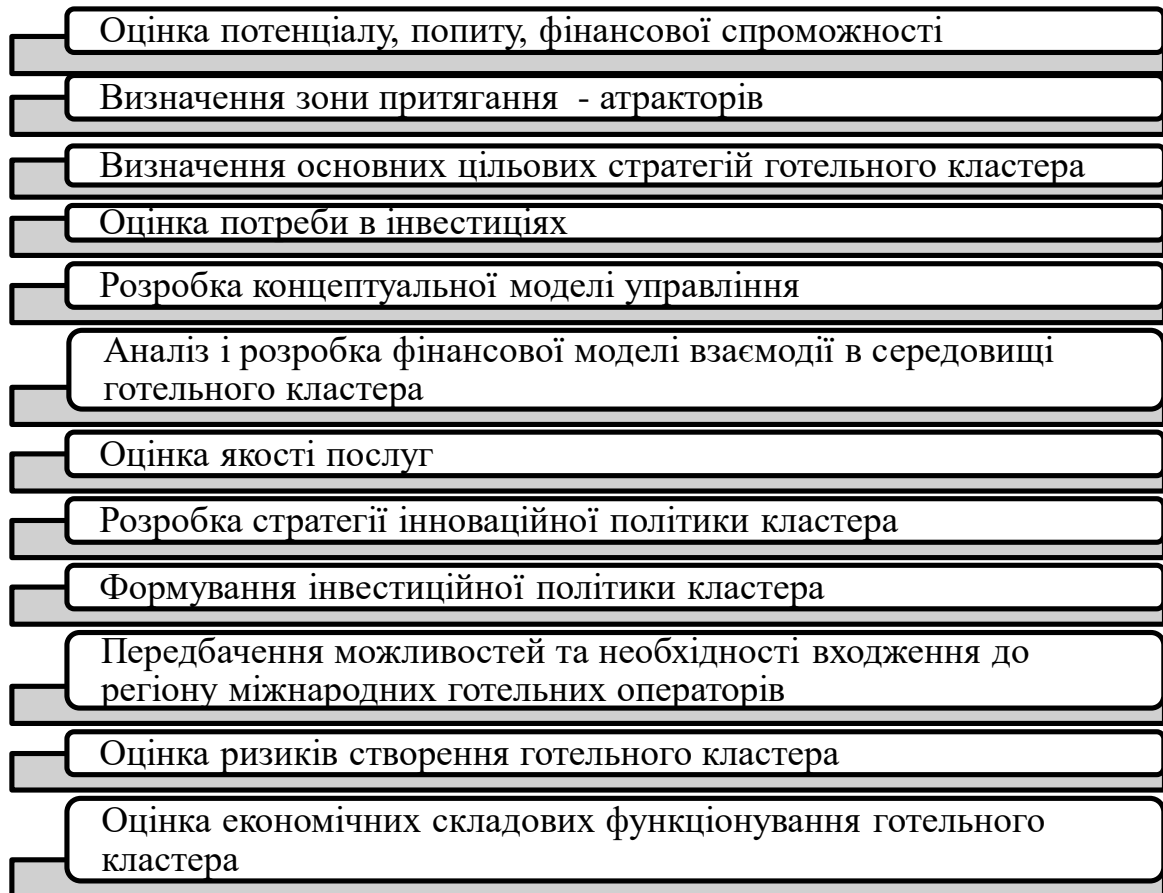 Оцінка потенціалу, попиту, фінансової спроможності
Визначення зони притягання - атракторів
Визначення основних цільових стратегій готельного кластера
Оцінка потреби в інвестиціях
Розробка концептуальної моделі управління
Аналіз і розробка фінансової моделі взаємодії в середовищі
готельного кластера
Оцінка якості послуг
Розробка стратегії інноваційної політики кластера
Формування інвестиційної політики кластера
Передбачення можливостей та необхідності входження до
регіону міжнародних готельних операторів
Оцінка ризиків створення готельного кластера
Оцінка економічних складових функціонування готельного
кластера